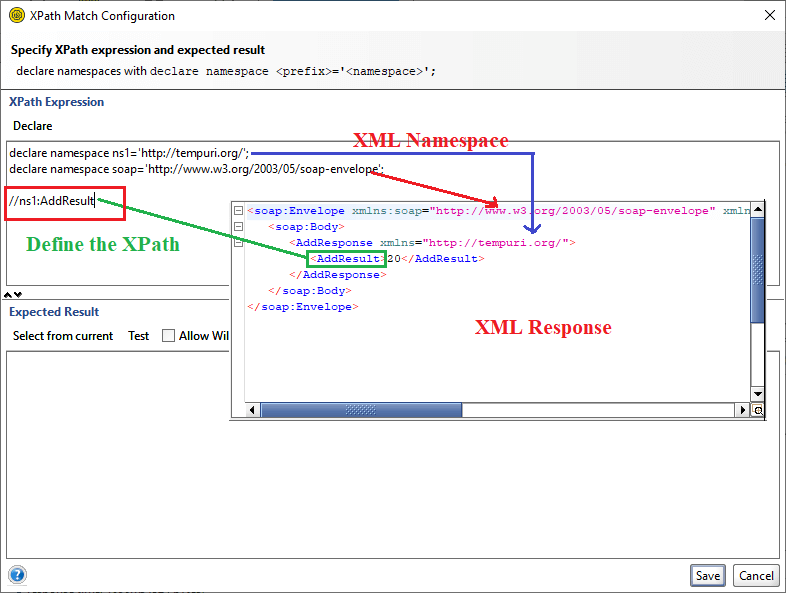 XPath Match Configuration
Specify XPath expression and expected result
declare namespaces with declare namespace <prefix>='<namespace>';
XPath Expression
Declare
XML Namespace
declare namespace ns1='http://tempuri.org/';
declare namespace soap='http://www.w3.org/2003/05/soap-envelope';
//ns1:AddResult
Define the XPath
<soap:Envelope xmlns:soap="http://www.w3.org/2003/05/soap-envelope" xmln
<soap:Body>
<AddResponse xmlns="http://tempuri.org/">
<AddResult>20</AddResult>
</AddResponse>
</soap:Body>
</soap:Envelope>
XML Response
Expected Result
Select from current Test Allow Wil
Save Cancel